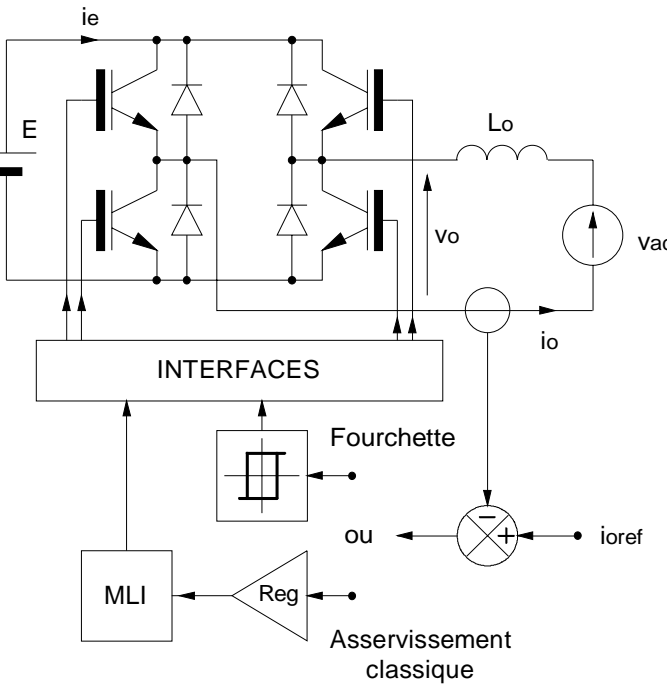 ie
E
Lo
vo
vac
io
INTERFACES
Fourchette
ou
ioref
MLI
Reg
Asservissement
classique